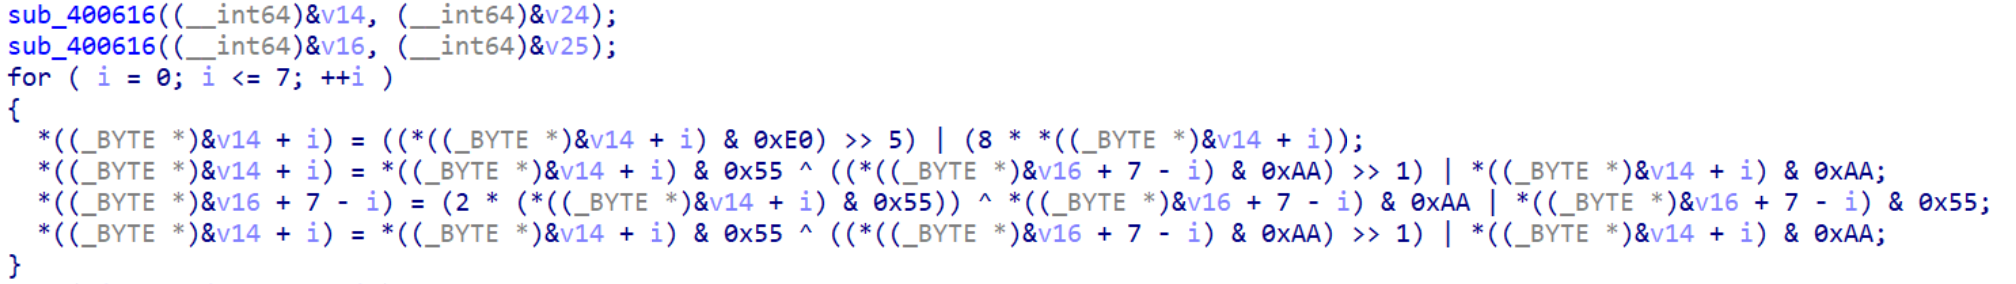 sub_400616((__int64)&v14, (__int64)&v24);
sub_400616((__int64)&v16, (__int64)&v25);
for ( i = 0; i <= 7; ++i )
{
  *((_BYTE *)&v14 + i) = ((*((_BYTE *)&v14 + i) & 0xE0) >> 5) | (8 * *((_BYTE *)&v14 + i));
  *((_BYTE *)&v14 + i) = *((_BYTE *)&v14 + i) & 0x55 ^ ((*((_BYTE *)&v16 + 7 - i) & 0xAA) >> 1) | *((_BYTE *)&v14 + i) & 0xAA;
  *((_BYTE *)&v16 + 7 - i) = (2 * (*((_BYTE *)&v14 + i) & 0x55)) ^ *((_BYTE *)&v16 + 7 - i) & 0xAA | *((_BYTE *)&v16 + 7 - i) & 0x55;
  *((_BYTE *)&v14 + i) = *((_BYTE *)&v14 + i) & 0x55 ^ ((*((_BYTE *)&v16 + 7 - i) & 0xAA) >> 1) | *((_BYTE *)&v14 + i) & 0xAA;
}